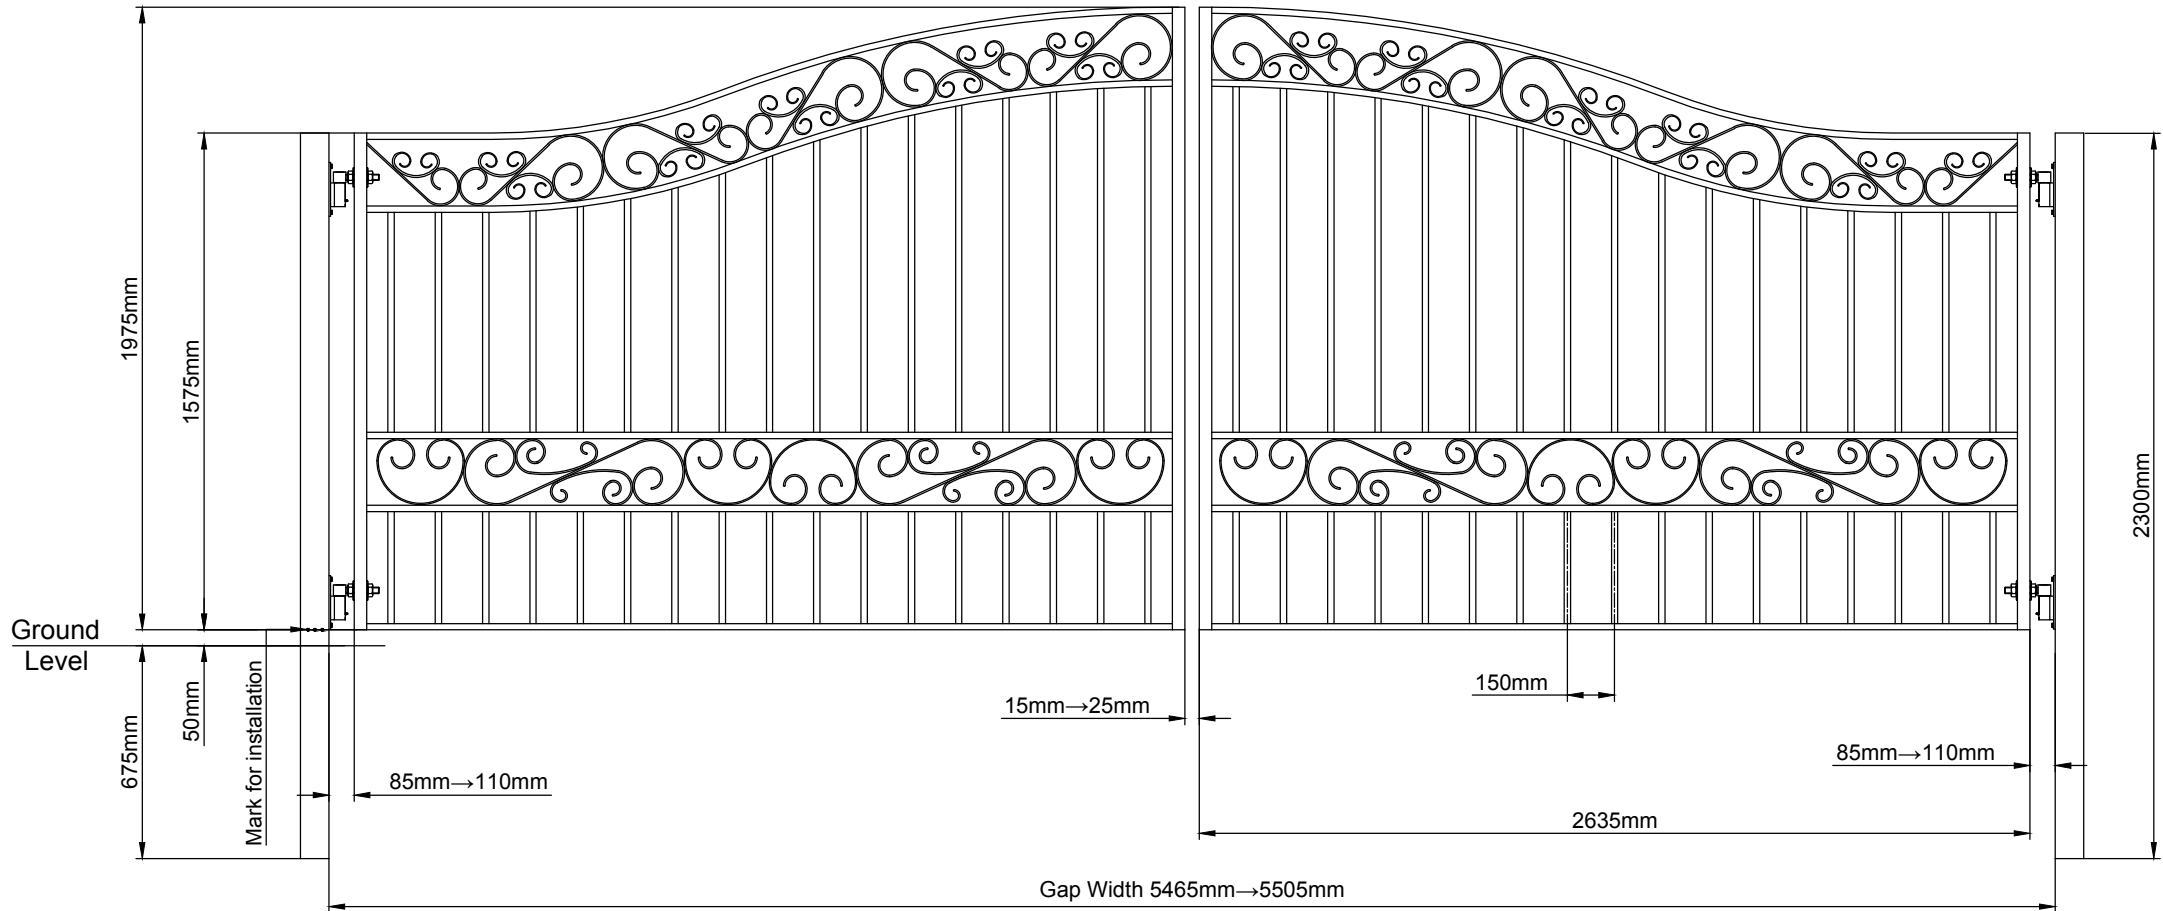 1975mm
1575mm
2300mm
Ground
Level
50mm
675mm
Mark for installation
150mm
15mm→25mm
85mm→110mm
85mm→110mm
2635mm
Gap Width 5465mm→5505mm